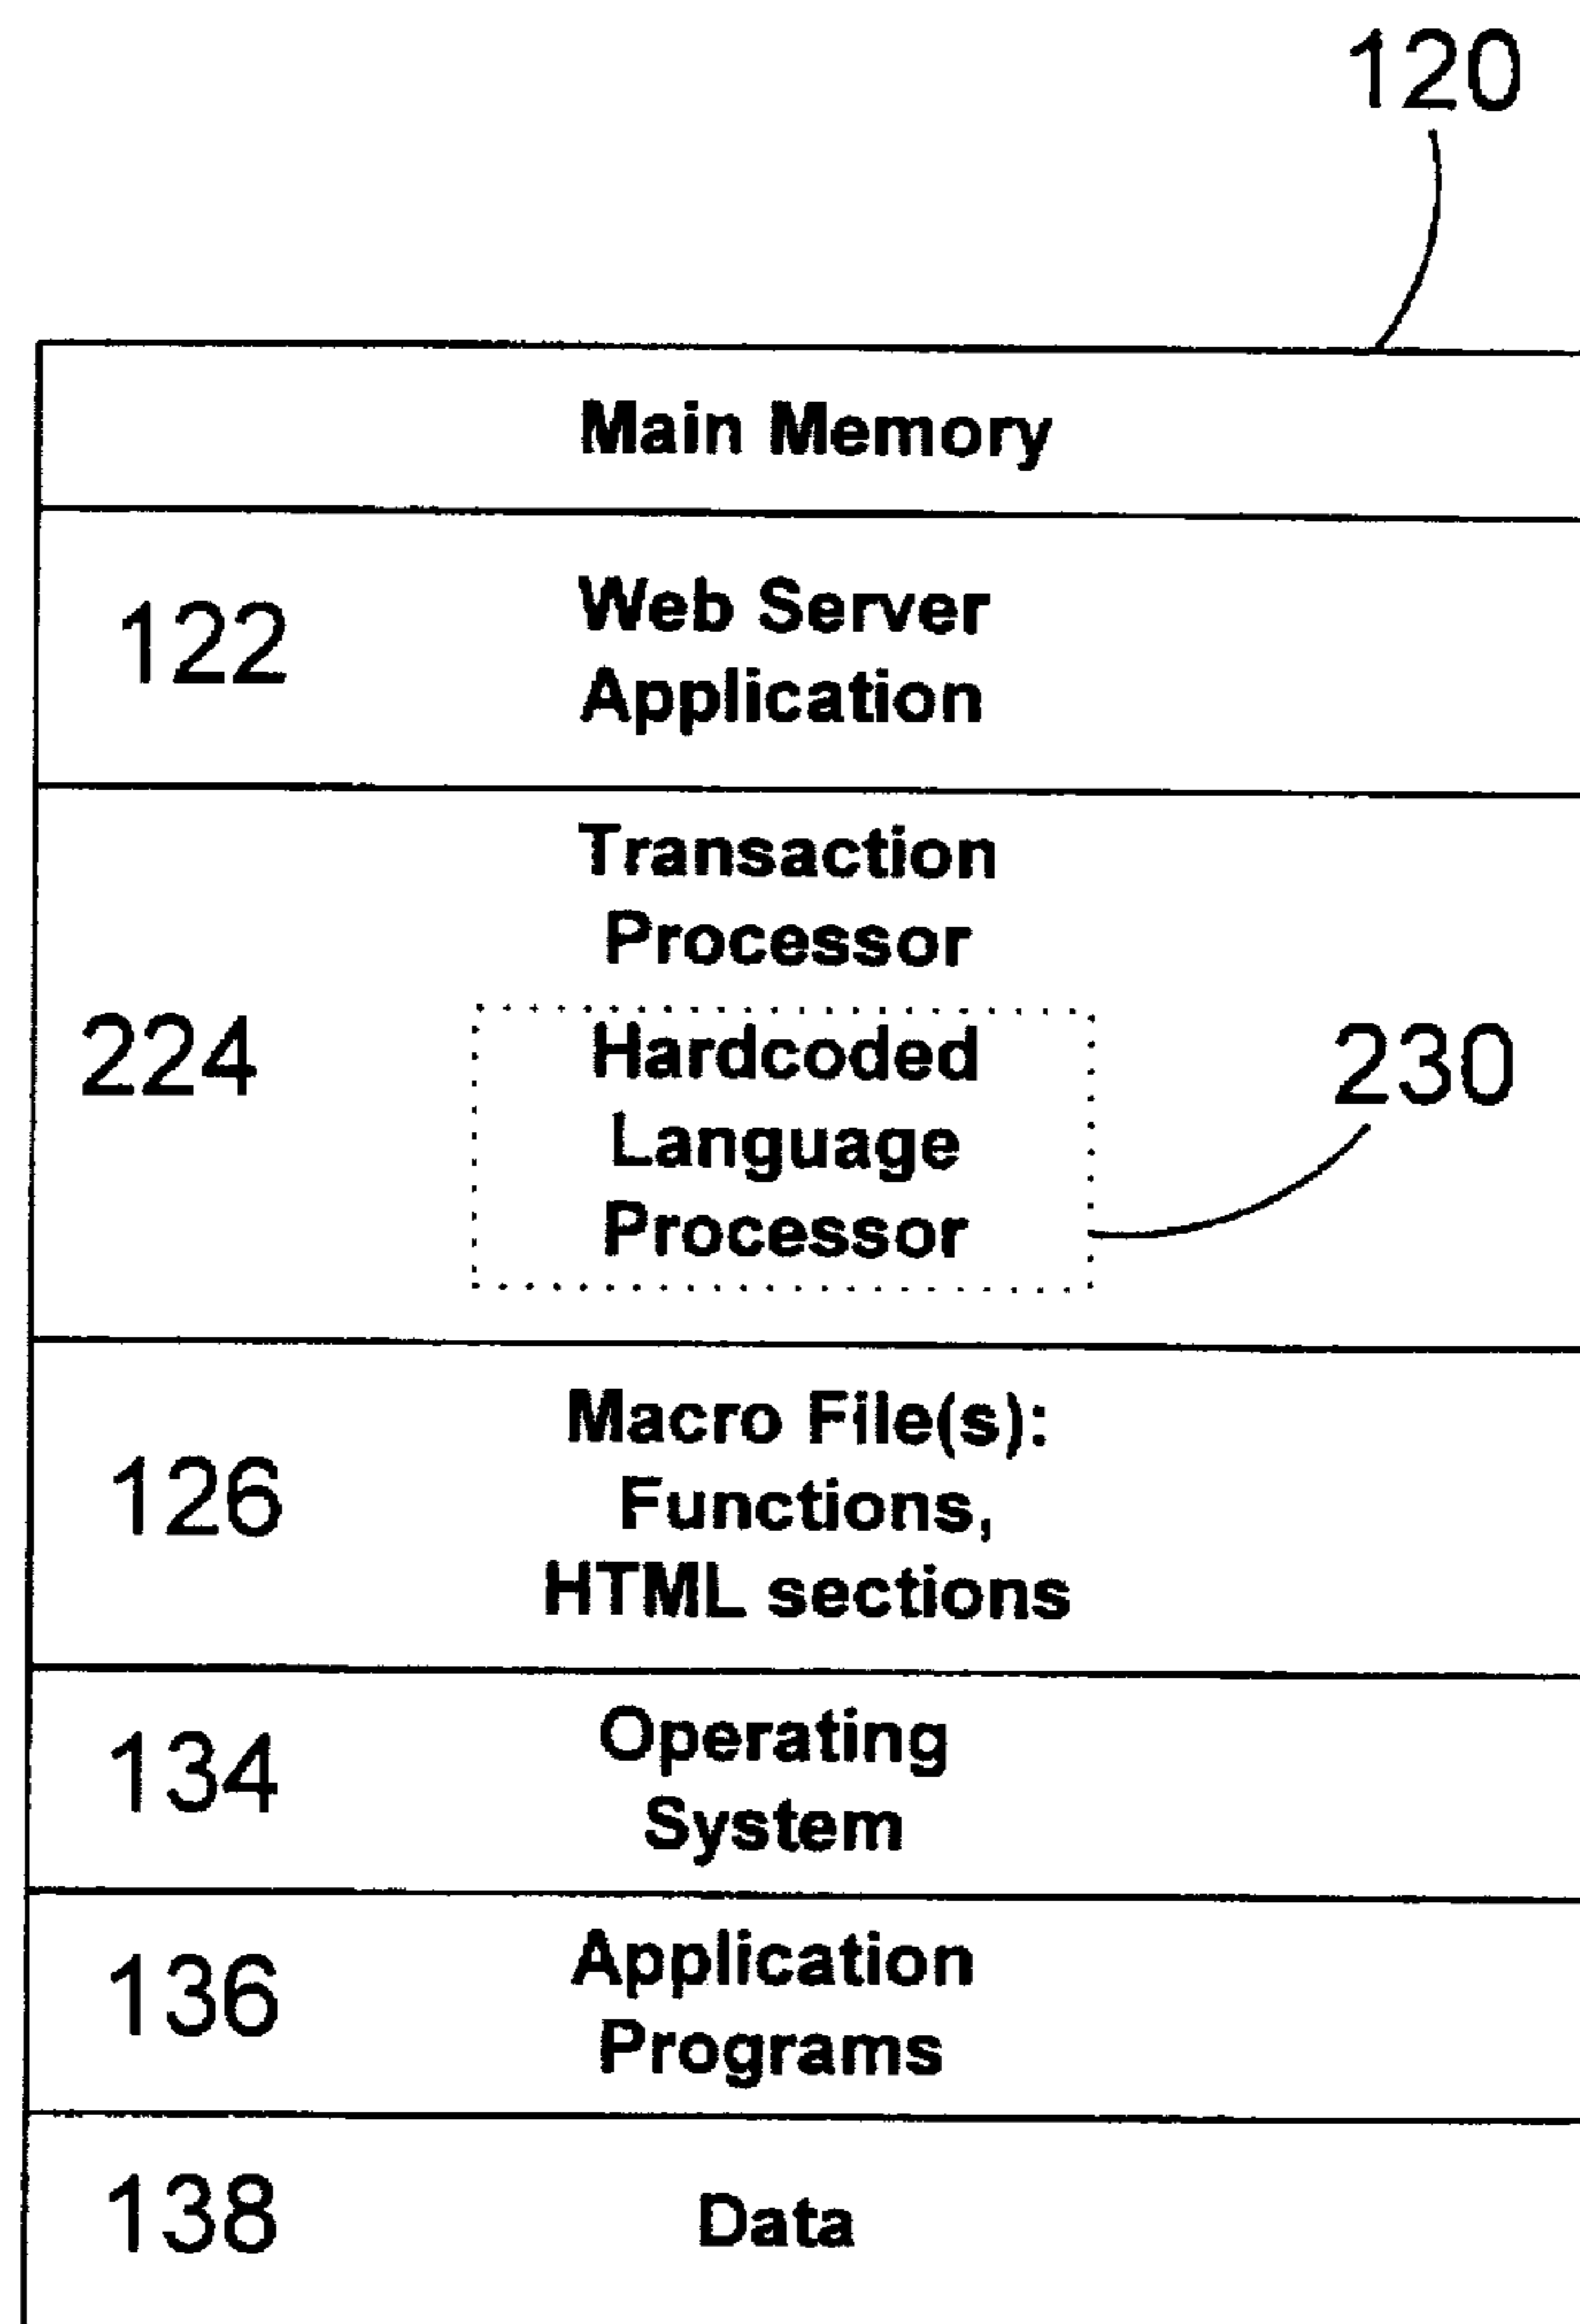 120
Main Memory
122
Web Server
Application
Transaction
Processor
224
Hardcoded
Language
Processor
230
Macro File(s):
126
Functions,
HTML sections
134
Operating
System
136
Application
Programs
138
Data